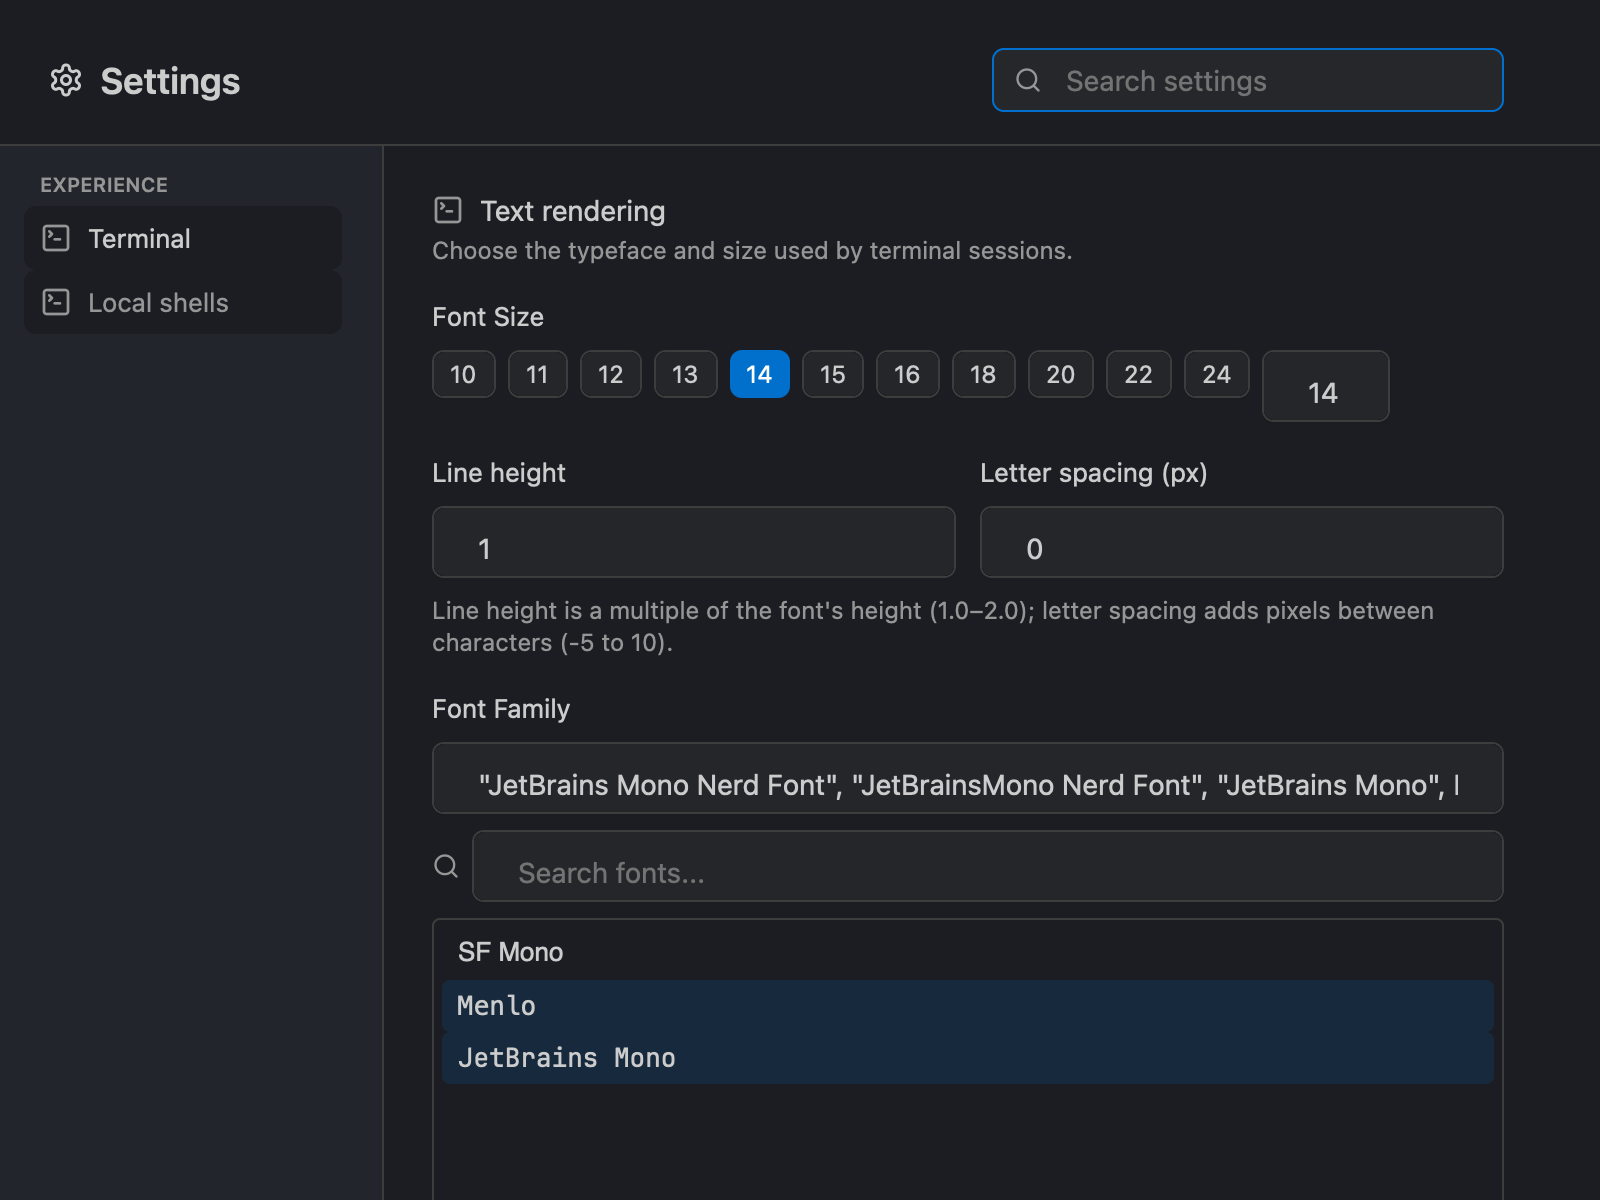 Settings
Search settings
EXPERIENCE
Terminal
Local shells
Text rendering
Choose the typeface and size used by terminal sessions.
Font Size
10 11 12 13 14 15 16 18 20 22 24 14
Line height
Letter spacing (px)
1
0
Line height is a multiple of the font's height (1.0–2.0); letter spacing adds pixels between
characters (-5 to 10).
Font Family
"JetBrains Mono Nerd Font", "JetBrainsMono Nerd Font", "JetBrains Mono",
Search fonts...
SF Mono
Menlo
JetBrains Mono